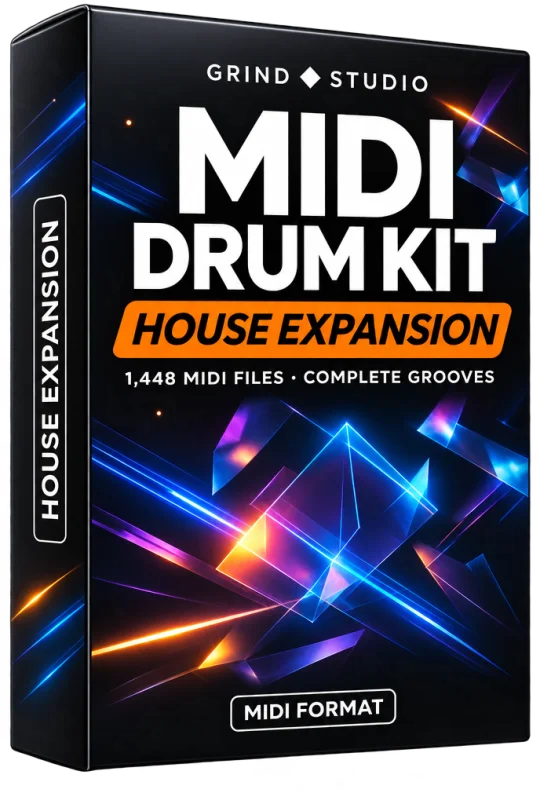 GRIND ◆ STUDIO
MIDI
DRUM KIT
HOUSE EXPANSION
1,448 MIDI FILES · COMPLETE GROOVES
MIDI FORMAT
HOUSE EXPANSION